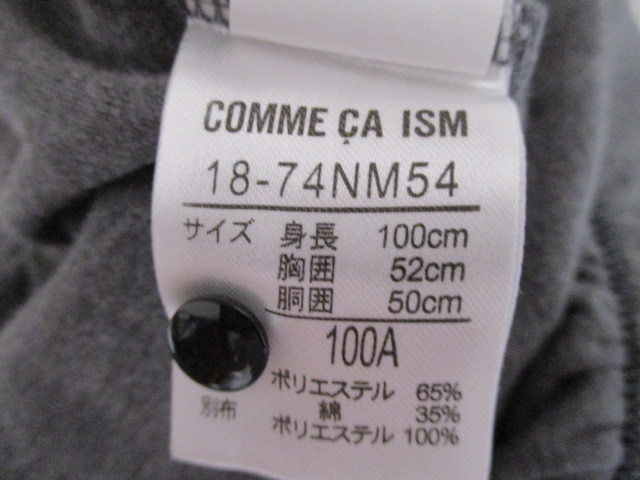 COMME ÇA ISM
18-74NM54
サイズ 身長 100cm
胸囲 52cm
胴囲 50cm
100A
ポリエステル 65%
綿 35%
別布 ポリエステル 100%